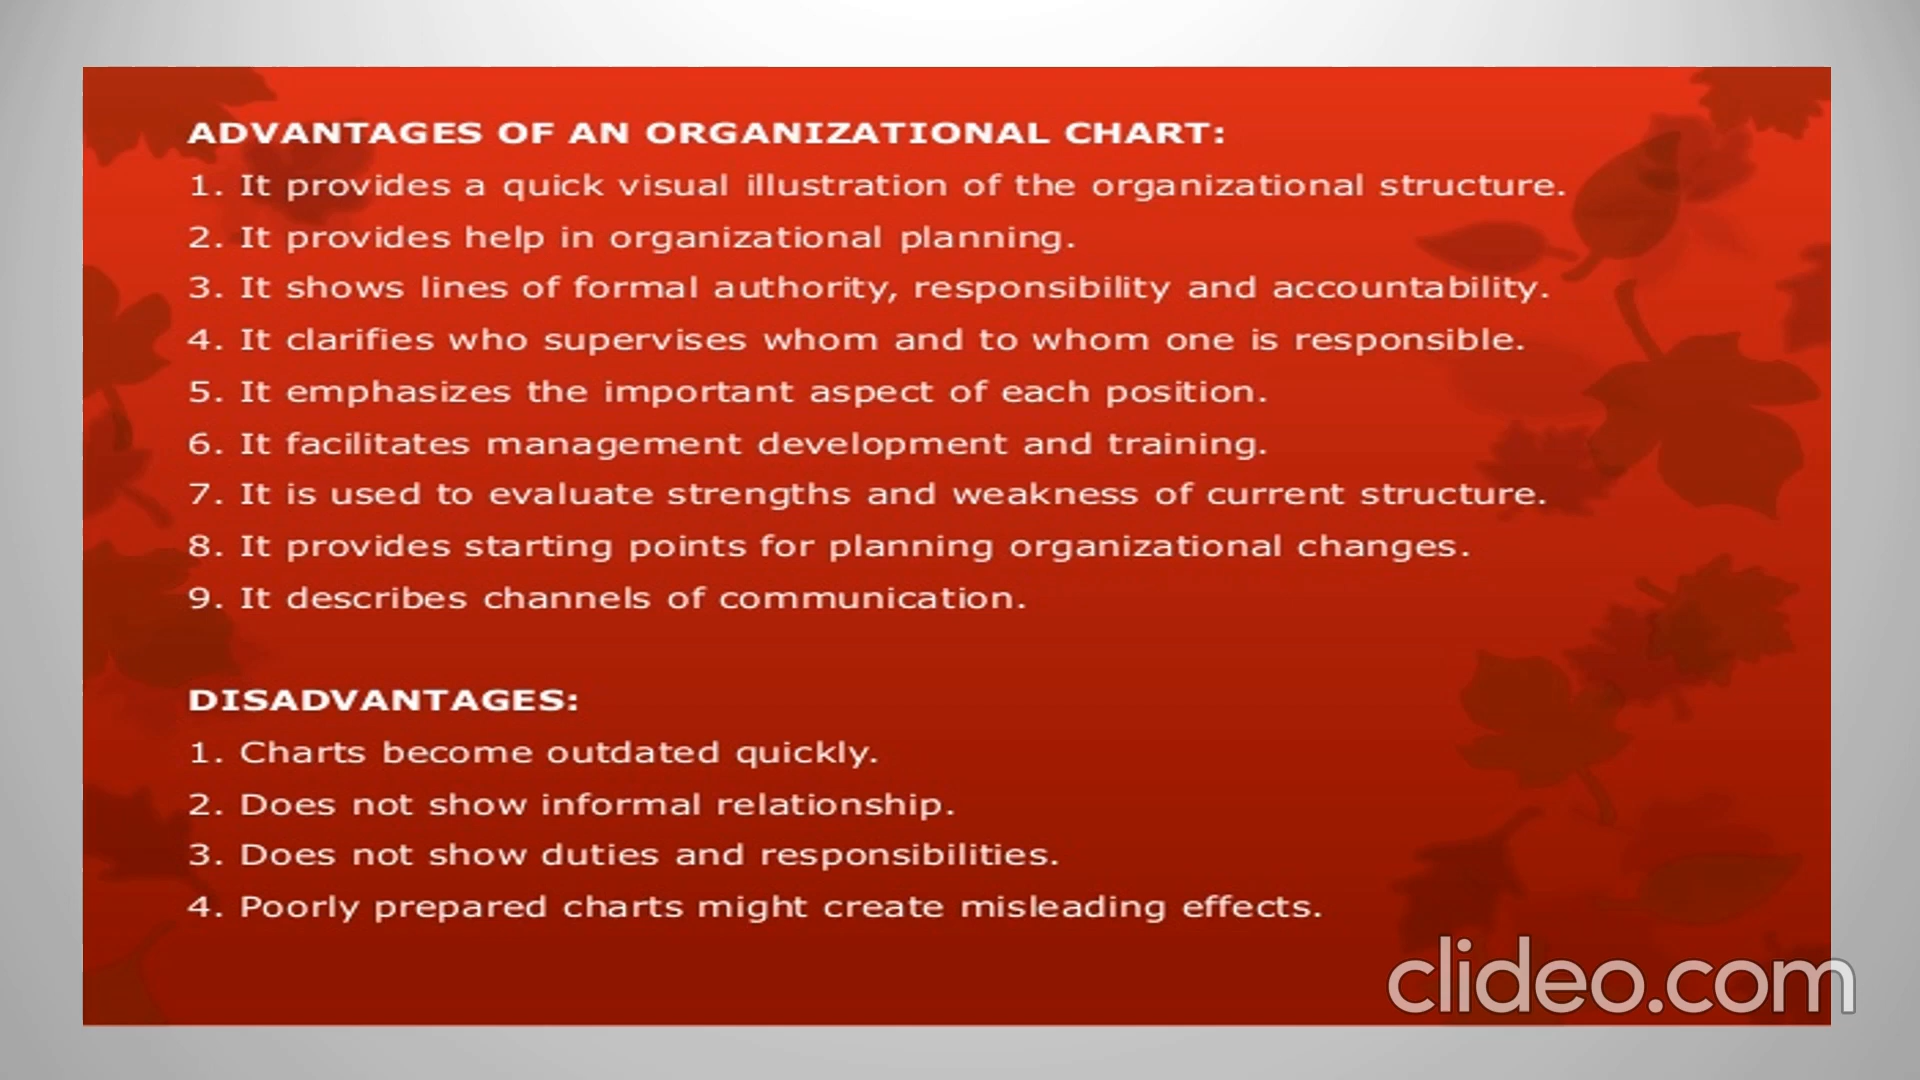 ADVANTAGES OF AN ORGANIZATIONAL CHART:
1. It provides a quick visual illustration of the organizational structure.
2. It provides help in organizational planning.
3. It shows lines of formal authority, responsibility and accountability.
4. It clarifies who supervises whom and to whom one is responsible.
5. It emphasizes the important aspect of each position.
6. It facilitates management development and training.
7. It is used to evaluate strengths and weakness of current structure.
8. It provides starting points for planning organizational changes.
9. It describes channels of communication.
DISADVANTAGES:
1. Charts become outdated quickly.
2. Does not show informal relationship.
3. Does not show duties and responsibilities.
4. Poorly prepared charts might create misleading effects.
clideo.com